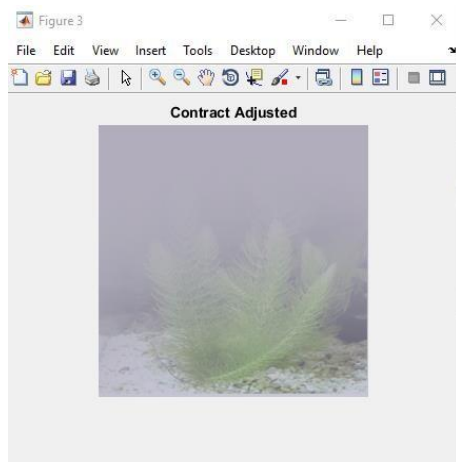 Figure 3
File Edit View Insert Tools Desktop Window Help
Contract Adjusted